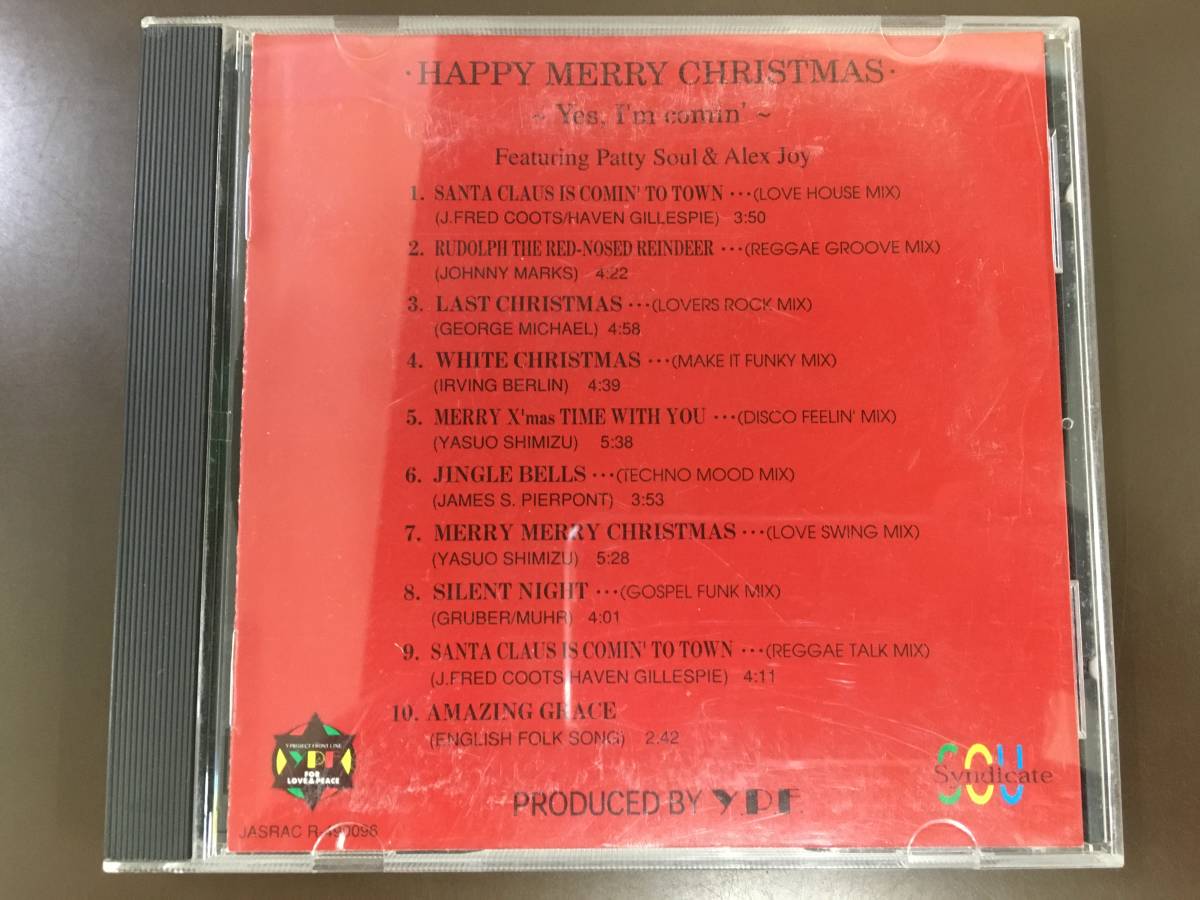 ·HAPPY MERRY CHRISTMAS·
~ Yes, I'm comin' ~
Featuring Patty Soul & Alex Joy
1. SANTA CLAUS IS COMIN' TO TOWN ···(LOVE HOUSE MIX)
(J.FRED COOTS/HAVEN GILLESPIE) 3:50
2. RUDOLPH THE RED-NOSED REINDEER ···(REGGAE GROOVE MIX)
(JOHNNY MARKS) 4:22
3. LAST CHRISTMAS ···(LOVERS ROCK MIX)
(GEORGE MICHAEL) 4:58
4. WHITE CHRISTMAS ···(MAKE IT FUNKY MIX)
(IRVING BERLIN) 4:39
5. MERRY X'mas TIME WITH YOU ···(DISCO FEELIN' MIX)
(YASUO SHIMIZU) 5:38
6. JINGLE BELLS ···(TECHNO MOOD MIX)
(JAMES S. PIERPONT) 3:53
7. MERRY MERRY CHRISTMAS ···(LOVE SWING MIX)
(YASUO SHIMIZU) 5:28
8. SILENT NIGHT ···(GOSPEL FUNK MIX)
(GRUBER/MUHR) 4:01
9. SANTA CLAUS IS COMIN' TO TOWN ···(REGGAE TALK MIX)
(J.FRED COOTS/HAVEN GILLESPIE) 4:11
10. AMAZING GRACE
(ENGLISH FOLK SONG) 2:42
Y-PROJECT FRONT LINE
YPF
FOR
LOVE&PEACE
PRODUCED BY Y.P.F.
SOU
Syndicate
JASRAC R-490096